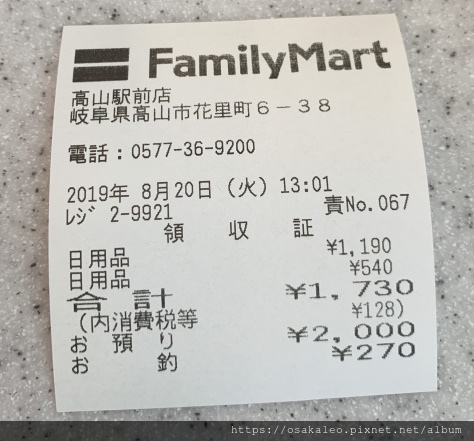 FamilyMart
高山駅前店
岐阜県高山市花里町6-38
電話:0577-36-9200
2019年 8月20日(火) 13:01
レジ 2-9921 責No.067
領 収 証
日用品 ¥1,190
日用品 ¥540
合 計 ¥1,730
(内消費税等 ¥128)
お 預 り ¥2,000
お 釣 ¥270
https://osakaleo.pixnet.net/album